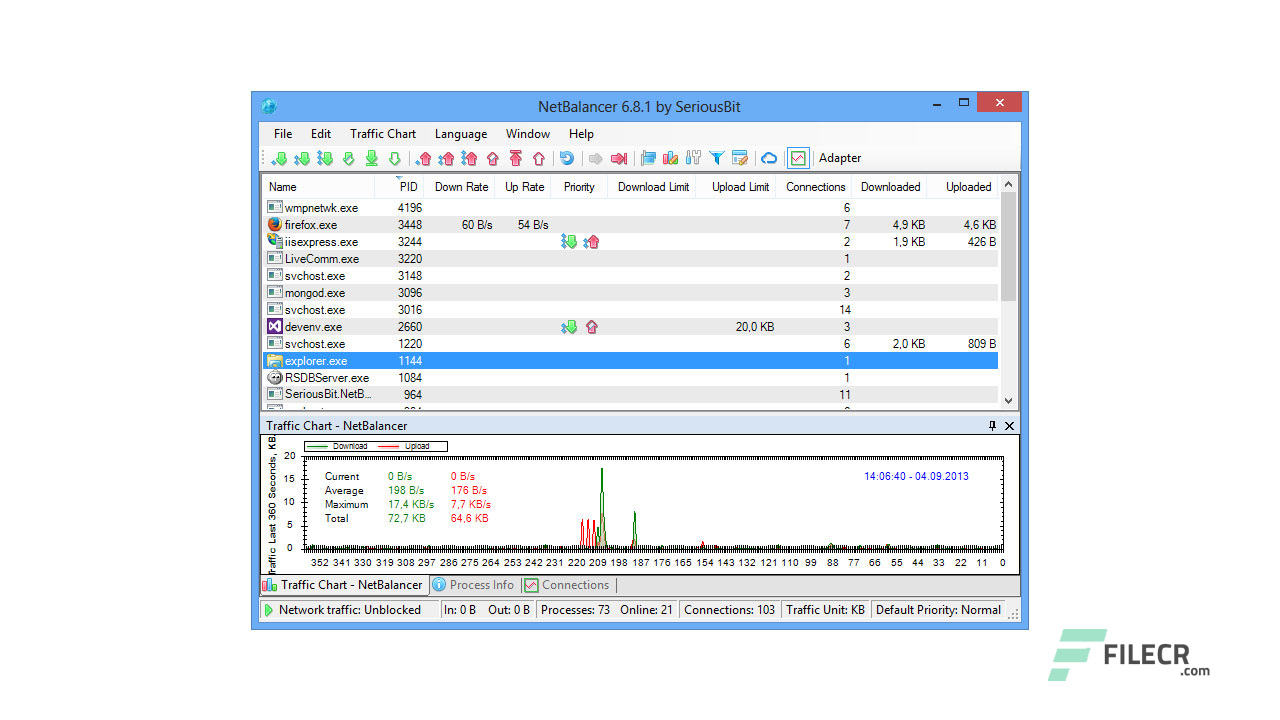 NetBalancer 6.8.1 by SeriousBit
File Edit Traffic Chart Language Window Help
Adapter
Name PID Down Rate Up Rate Priority Download Limit Upload Limit Connections Downloaded Uploaded
wmpnetwk.exe 4196 6
firefox.exe 3448 60 B/s 54 B/s 7 4,9 KB 4,6 KB
iisexpress.exe 3244 2 1,9 KB 426 B
LiveComm.exe 3220 1
svchost.exe 3148 2
mongod.exe 3096 3
svchost.exe 3016 14
devenv.exe 2660 20,0 KB 3
svchost.exe 1220 6 2,0 KB 809 B
explorer.exe 1144 1
RSDBServer.exe 1084 1
SeriousBit.NetB... 964 11
Traffic Chart - NetBalancer
Traffic Last 360 Seconds, KB.
Download Upload
20
15
10
5
0
Current 0 B/s 0 B/s
Average 198 B/s 176 B/s
Maximum 17,4 KB/s 7,7 KB/s
Total 72,7 KB 64,6 KB
14:06:40 - 04.09.2013
352 341 330 319 308 297 286 275 264 253 242 231 220 209 198 187 176 165 154 143 132 121 110 99 88 77 66 55 44 33 22 11 0
Traffic Chart - NetBalancer Process Info Connections
Network traffic: Unblocked In: 0 B Out: 0 B Processes: 73 Online: 21 Connections: 103 Traffic Unit: KB Default Priority: Normal
FILECR
.com